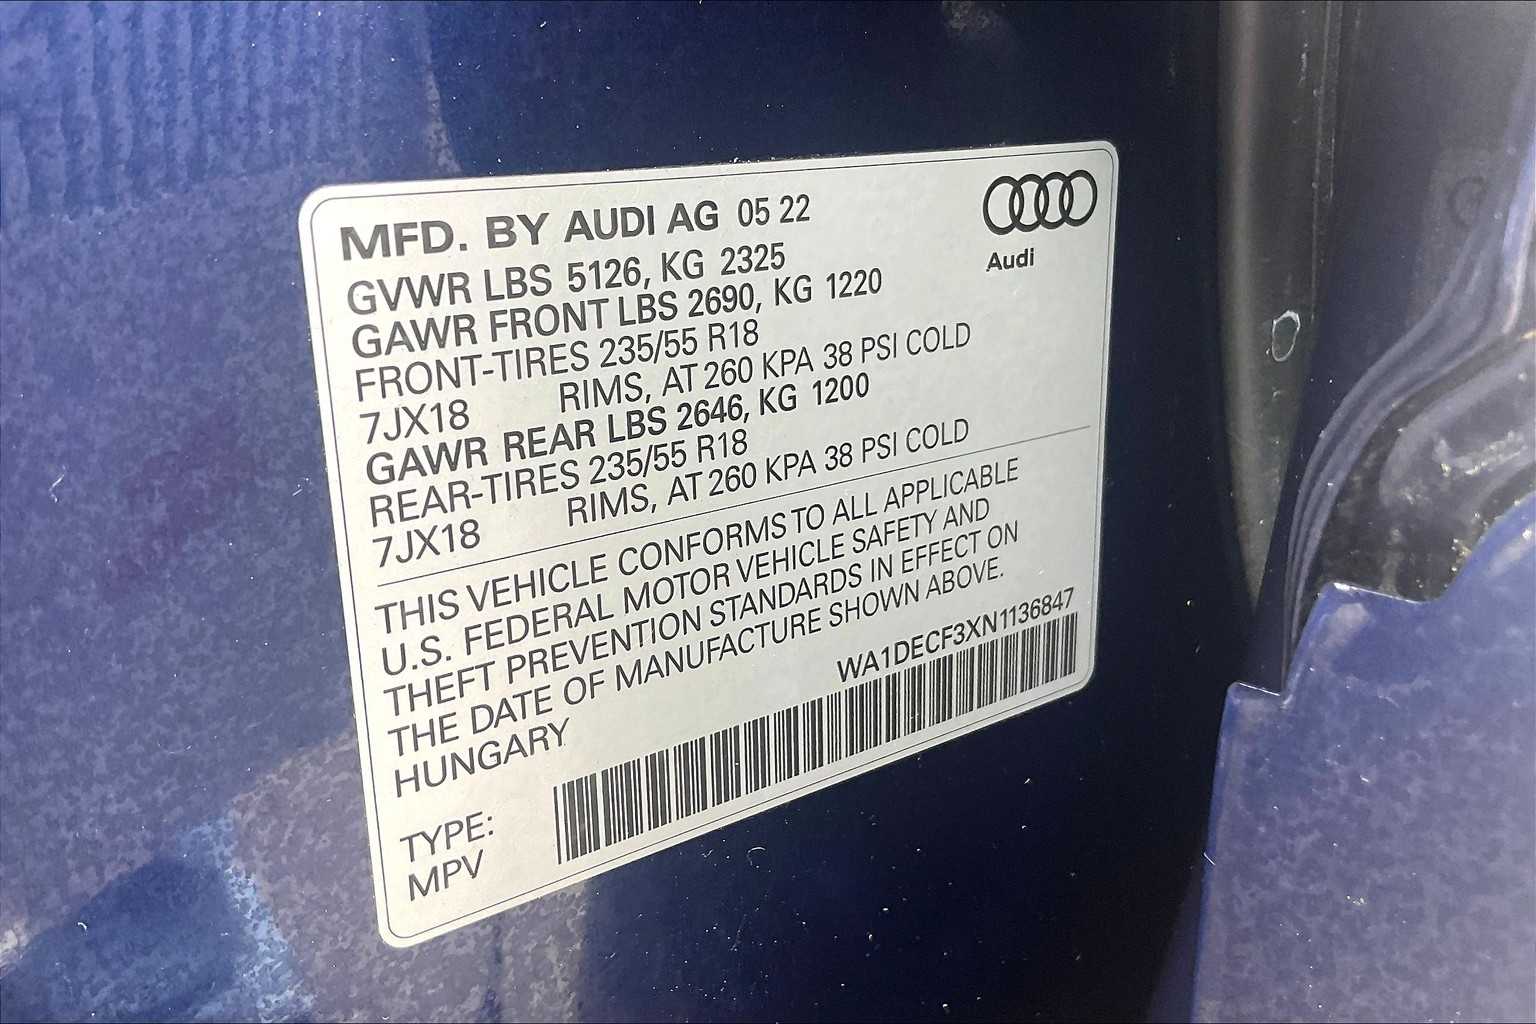 MFD. BY AUDI AG 05 22
Audi
GVWR LBS 5126, KG 2325
GAWR FRONT LBS 2690, KG 1220
FRONT-TIRES 235/55 R18
7JX18 RIMS, AT 260 KPA 38 PSI COLD
GAWR REAR LBS 2646, KG 1200
REAR-TIRES 235/55 R18
7JX18 RIMS, AT 260 KPA 38 PSI COLD
THIS VEHICLE CONFORMS TO ALL APPLICABLE
U.S. FEDERAL MOTOR VEHICLE SAFETY AND
THEFT PREVENTION STANDARDS IN EFFECT ON
THE DATE OF MANUFACTURE SHOWN ABOVE.
HUNGARY
WA1DECF3XN1136847
TYPE:
MPV